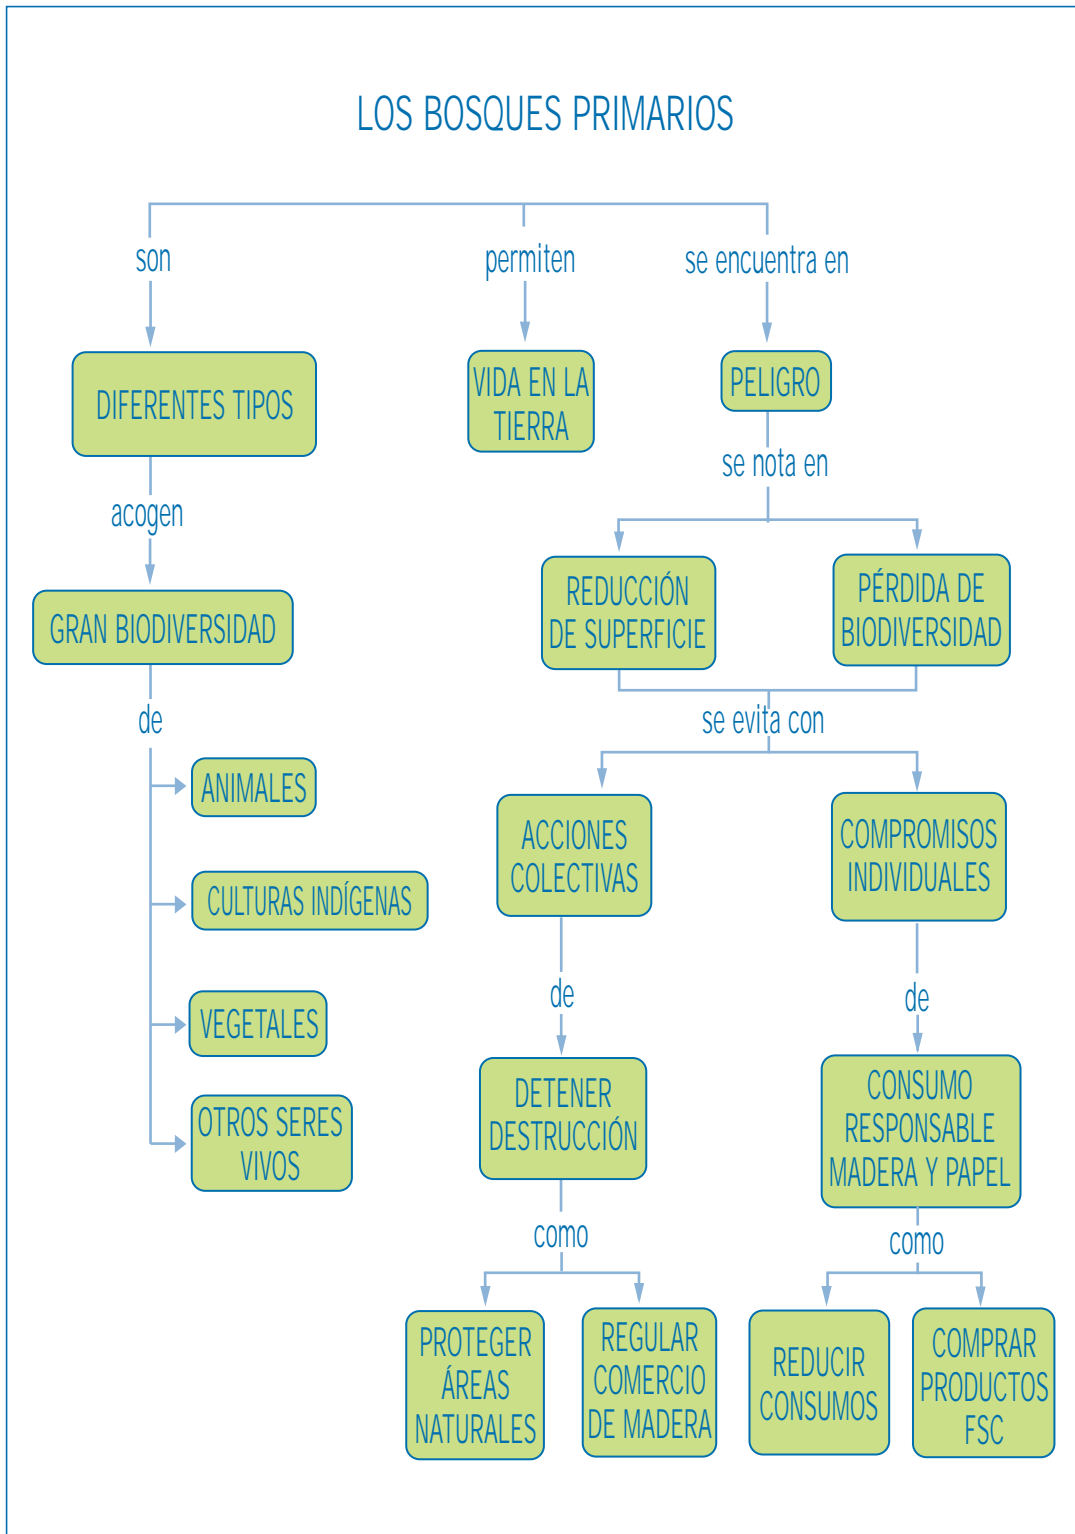 LOS BOSQUES PRIMARIOS
son
permiten
se encuentra en
DIFERENTES TIPOS
VIDA EN LA
TIERRA
PELIGRO
acogen
se nota en
GRAN BIODIVERSIDAD
REDUCCIÓN
DE SUPERFICIE
PÉRDIDA DE
BIODIVERSIDAD
de
se evita con
ANIMALES
CULTURAS INDÍGENAS
VEGETALES
OTROS SERES
VIVOS
ACCIONES
COLECTIVAS
COMPROMISOS
INDIVIDUALES
de
de
DETENER
DESTRUCCIÓN
CONSUMO
RESPONSABLE
MADERA Y PAPEL
como
como
PROTEGER
ÁREAS
NATURALES
REGULAR
COMERCIO
DE MADERA
REDUCIR
CONSUMOS
COMPRAR
PRODUCTOS
FSC